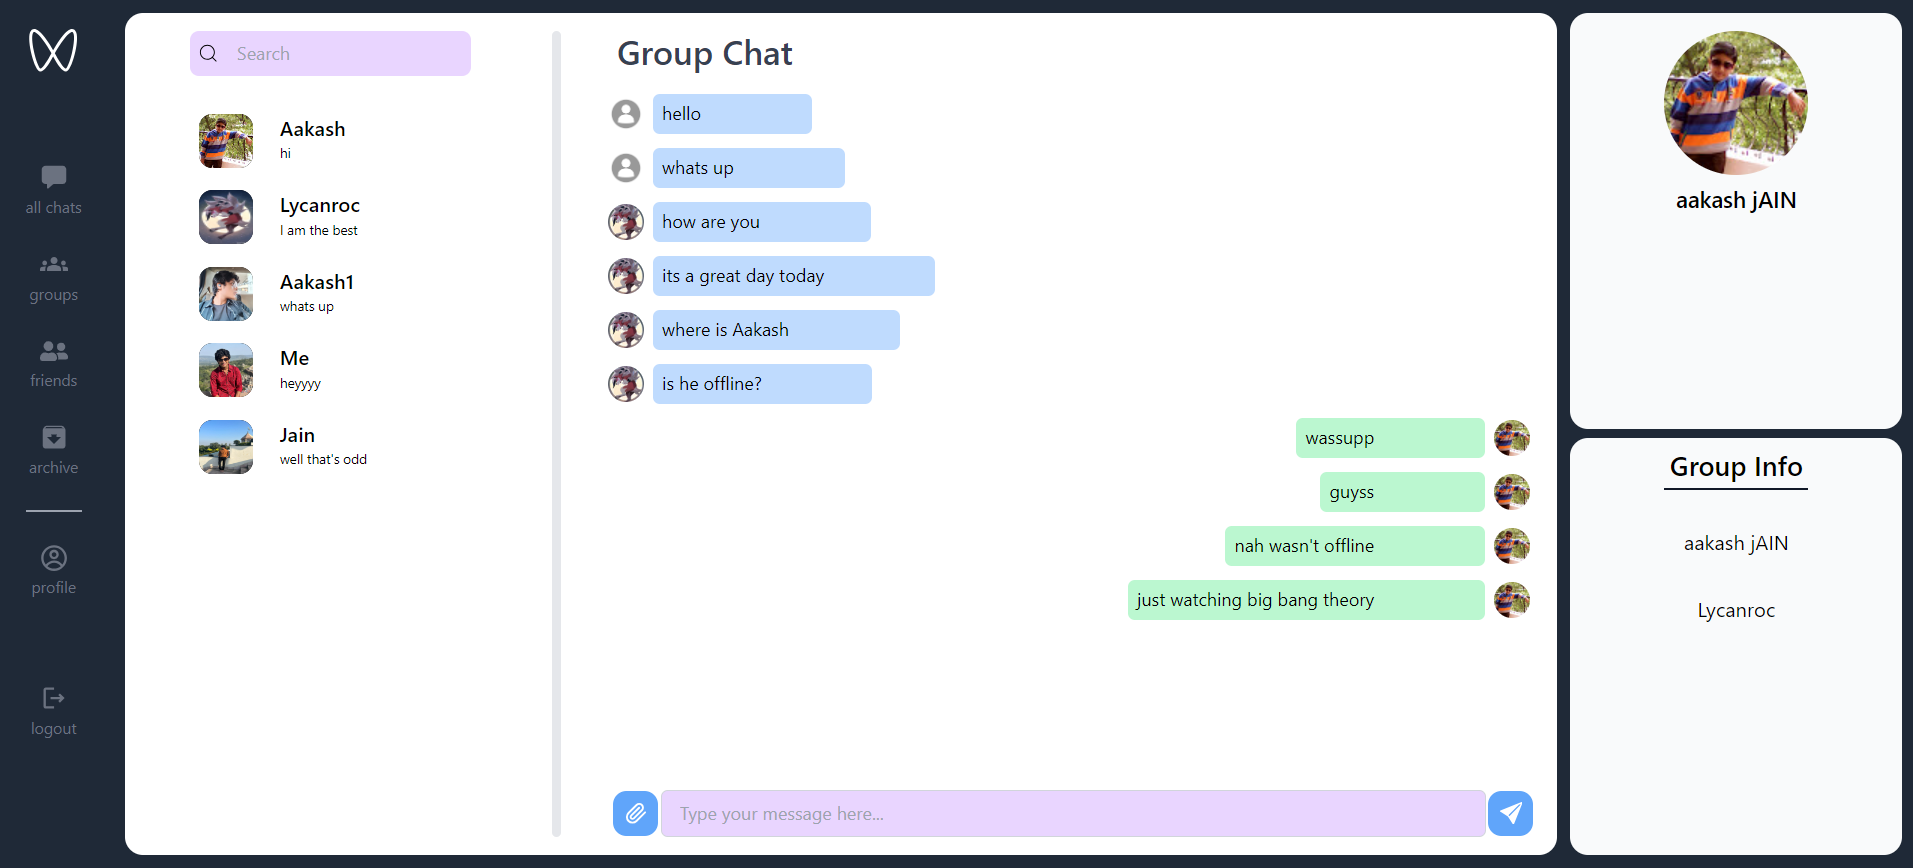 all chats
groups
friends
archive
profile
logout
Search
Aakash
hi
Lycanroc
I am the best
Aakash1
whats up
Me
heyyyy
Jain
well that's odd
Group Chat
hello
whats up
how are you
its a great day today
where is Aakash
is he offline?
wassupp
guyss
nah wasn't offline
just watching big bang theory
Type your message here...
aakash jAIN
Group Info
aakash jAIN
Lycanroc